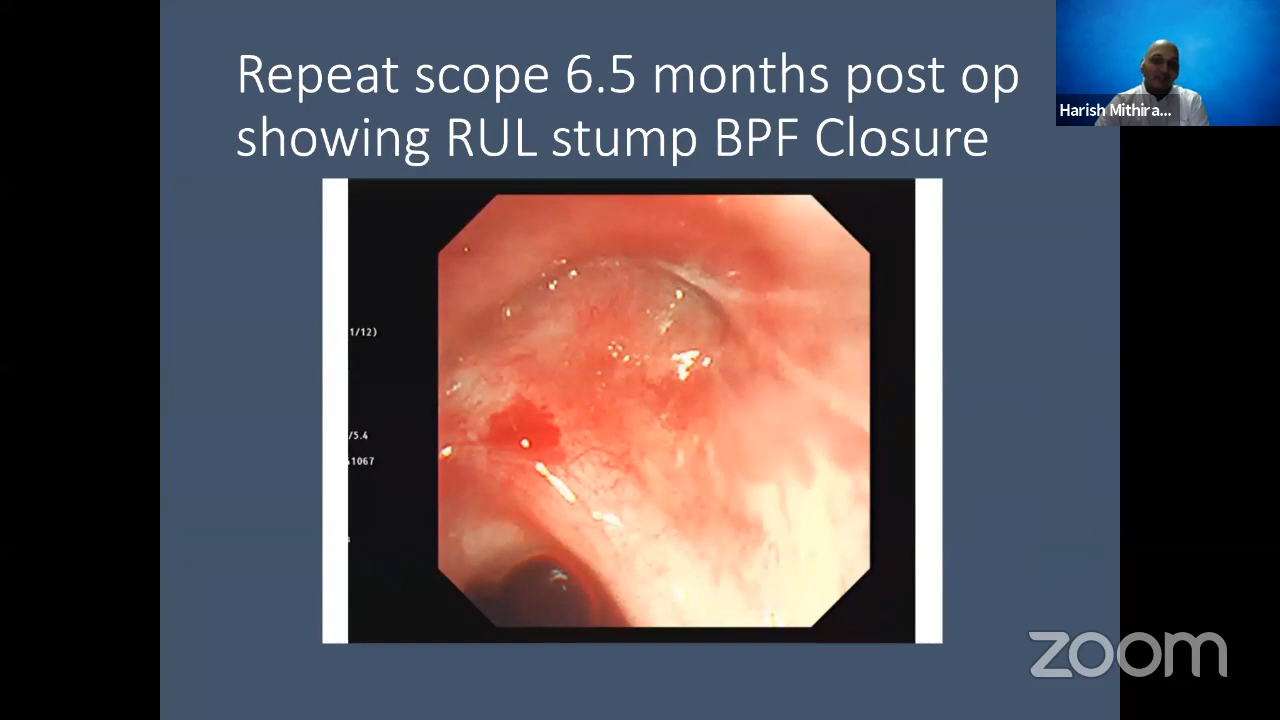 Repeat scope 6.5 months post op
showing RUL stump BPF Closure
Harish Mithira...
1/12)
/5.4
1067
zoom